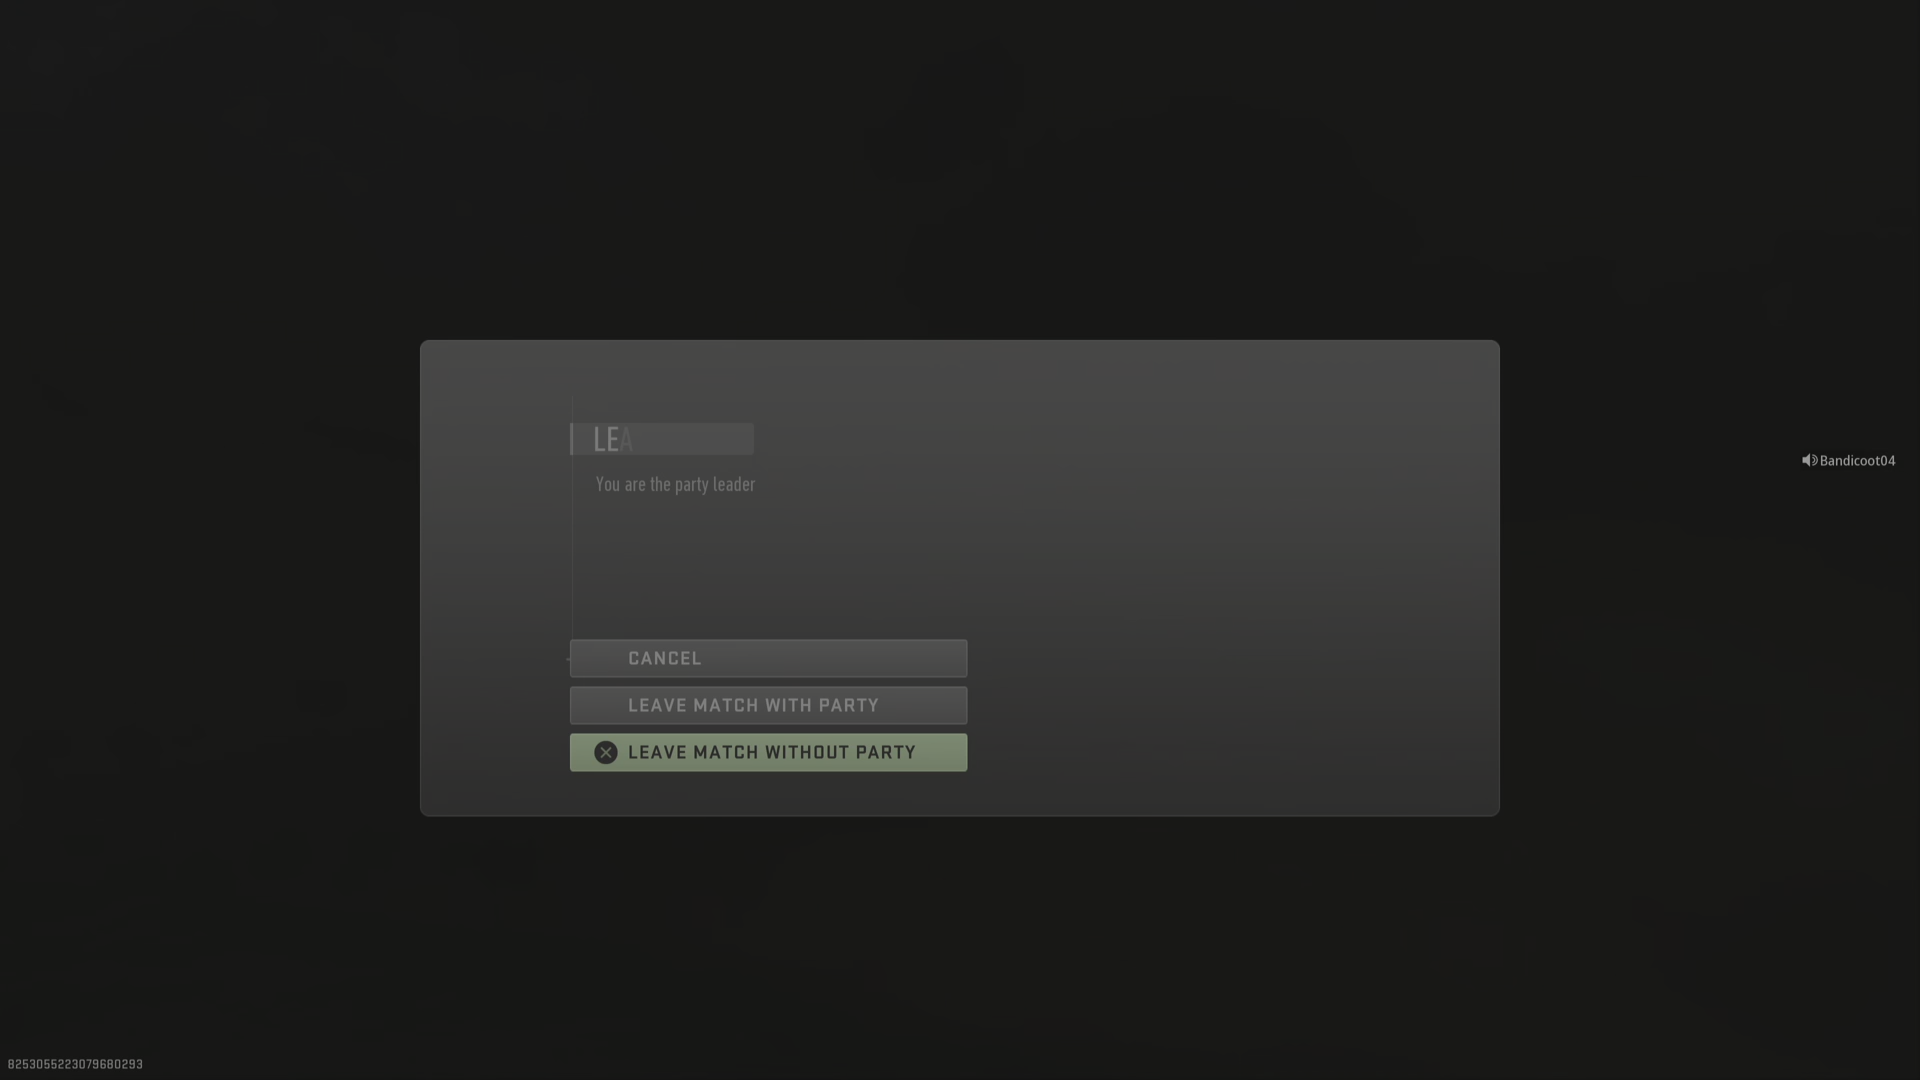 LEA
You are the party leader
Bandicoot04
CANCEL
LEAVE MATCH WITH PARTY
LEAVE MATCH WITHOUT PARTY
8253055223079680293